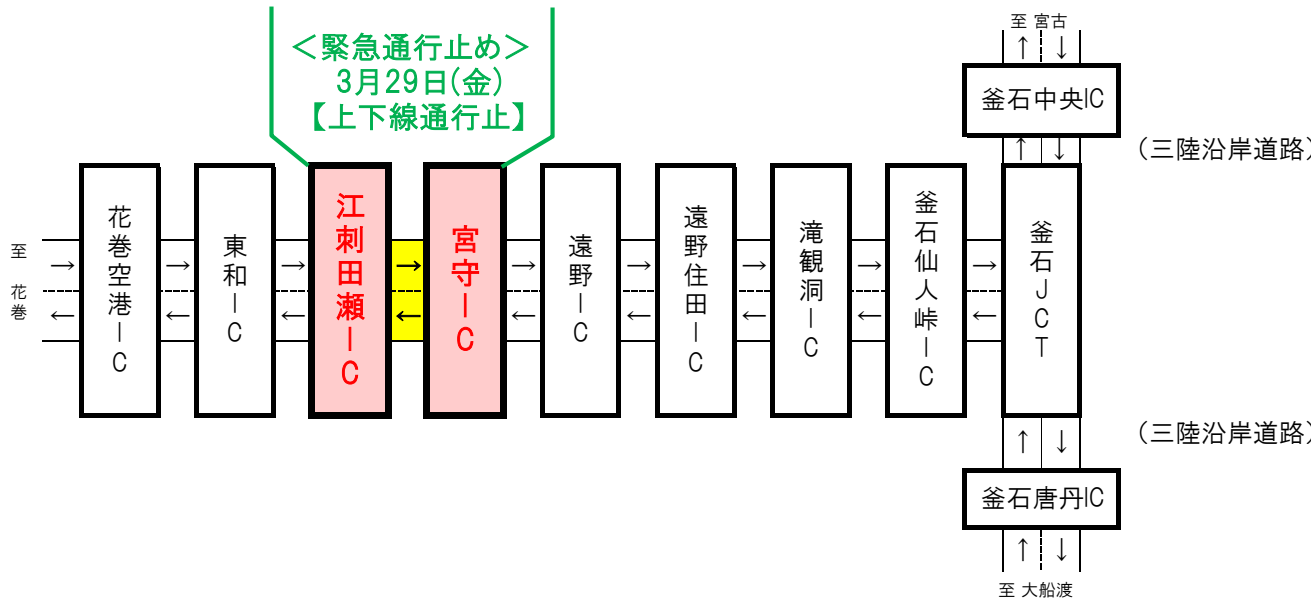 ＜緊急通行止め＞
3月29日(金)
【上下線通行止】
至 宮古
↑ ↓
釜石中央IC
↑ ↓
(三陸沿岸道路)
至 花巻
→
←
花巻空港IC
→
←
東和IC
→
←
江刺田瀬IC
→
←
宮守IC
→
←
遠野IC
→
←
遠野住田IC
→
←
滝観洞IC
→
←
釜石仙人峠IC
→
←
釜石JCT
↑ ↓
(三陸沿岸道路)
釜石唐丹IC
↑ ↓
至 大船渡